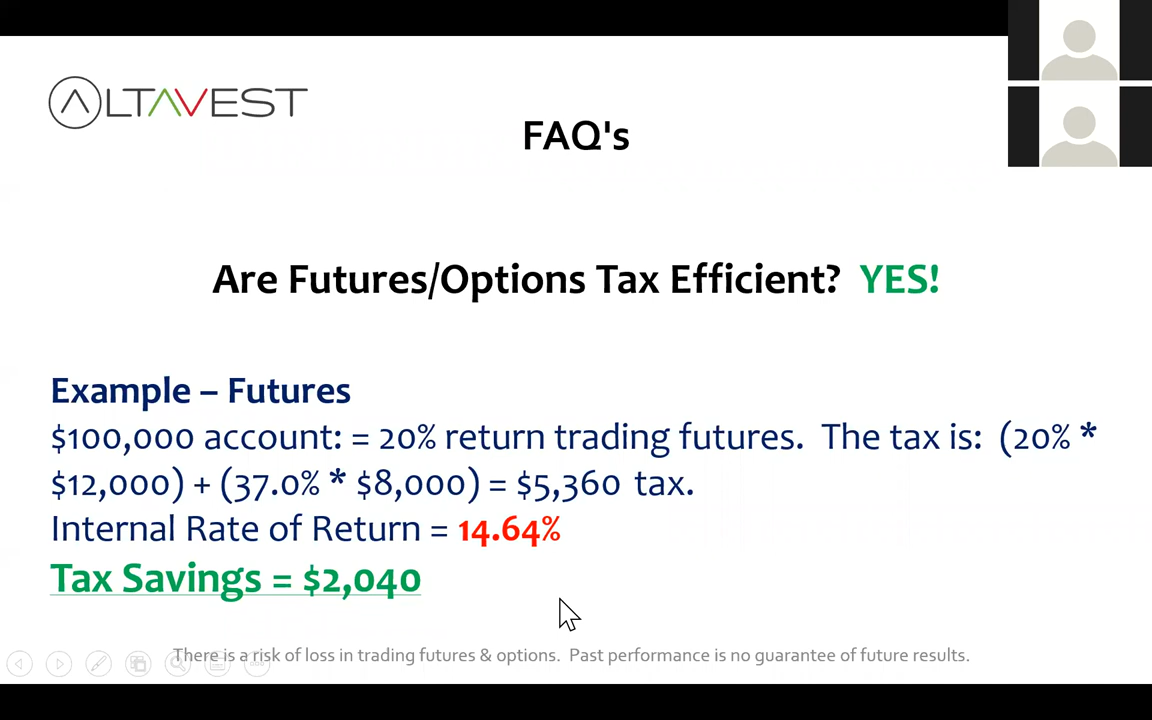 ALTAVEST
FAQ's
Are Futures/Options Tax Efficient? YES!
Example – Futures
$100,000 account: = 20% return trading futures. The tax is: (20% *
$12,000) + (37.0% * $8,000) = $5,360 tax.
Internal Rate of Return = 14.64%
Tax Savings = $2,040
There is a risk of loss in trading futures & options. Past performance is no guarantee of future results.